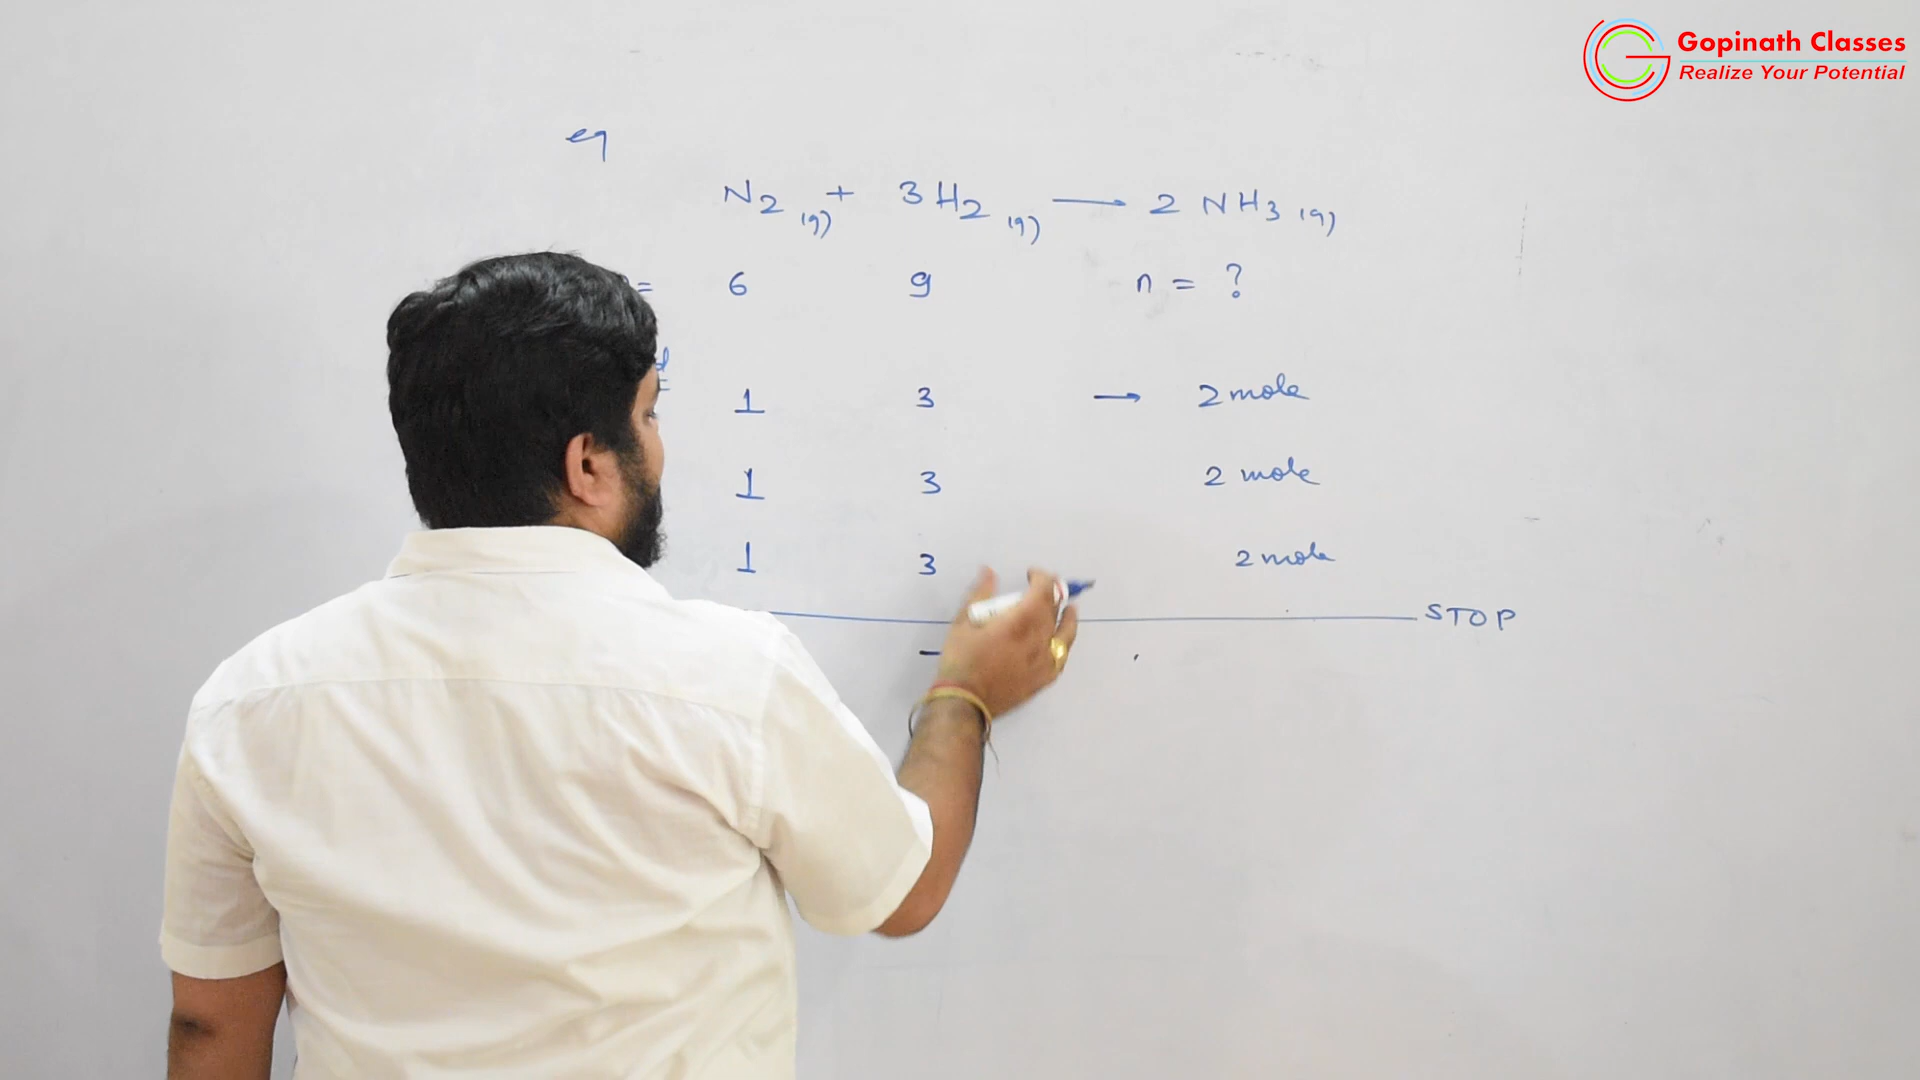 Gopinath Classes
Realize Your Potential
eg
N2 (g) + 3H2 (g) → 2 NH3 (g)
= 6 9 n = ?
1 3 → 2 mole
1 3 2 mole
1 3 2 mole
STOP